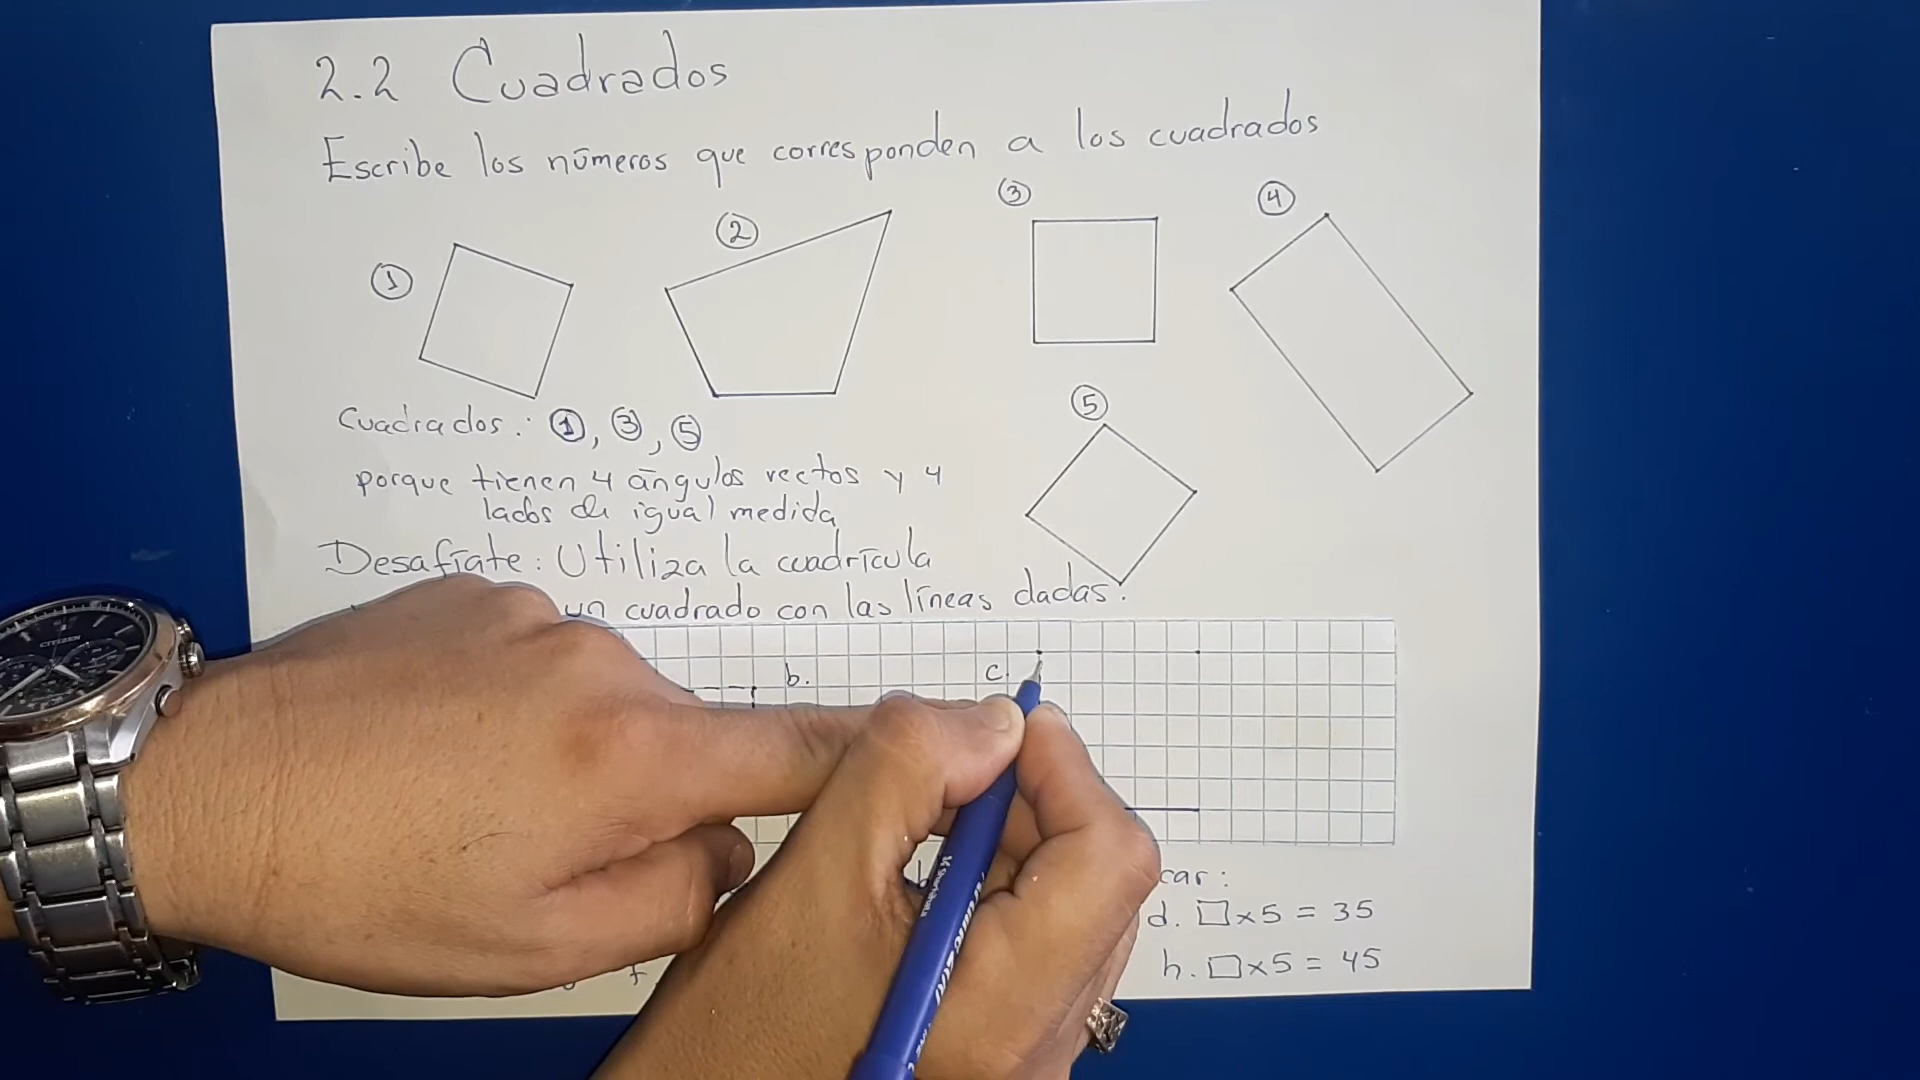 2.2 Cuadrados
Escribe los números que corresponden a los cuadrados
3
4
2
1
Cuadrados: 1, 3, 5
5
porque tienen 4 ángulos rectos y 4
lados de igual medida
Desafíate: Utiliza la cuadrícula
un cuadrado con las líneas dadas.
b.
c.
CITIZEN
car:
d. □ x 5 = 35
h. □ x 5 = 45